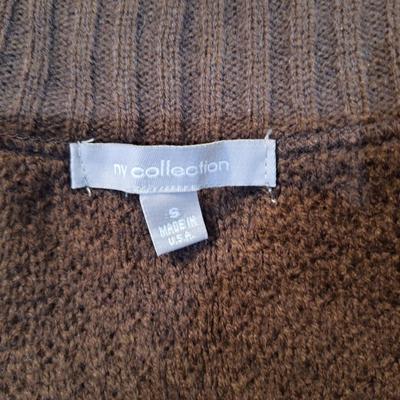 ny collection
S
MADE IN
U.S.A.